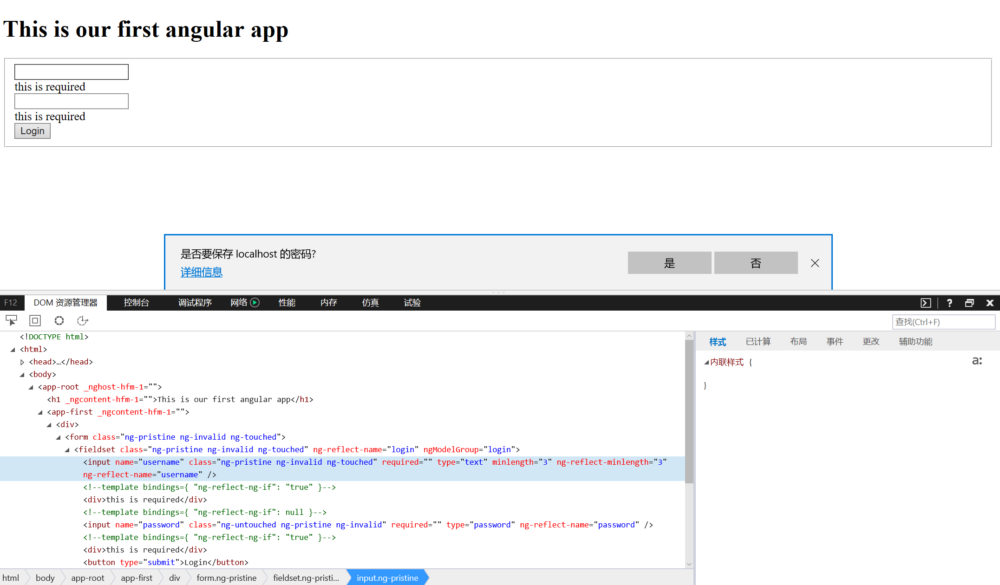 This is our first angular app
this is required
this is required
Login
是否要保存 localhost 的密码?
详细信息
是
否
F12 DOM 资源管理器 控制台 调试程序 网络 性能 内存 仿真 试验
?
查找(Ctrl+F)
<!DOCTYPE html>
<html>
<head>…</head>
<body>
<app-root _nghost-hfm-1="">
<h1 _ngcontent-hfm-1="">This is our first angular app</h1>
<app-first _ngcontent-hfm-1="">
<div>
<form class="ng-pristine ng-invalid ng-touched">
<fieldset class="ng-pristine ng-invalid ng-touched" ng-reflect-name="login" ngModelGroup="login">
<input name="username" class="ng-pristine ng-invalid ng-touched" required="" type="text" minlength="3" ng-reflect-minlength="3"
ng-reflect-name="username" />
<!--template bindings={ "ng-reflect-ng-if": "true" }-->
<div>this is required</div>
<!--template bindings={ "ng-reflect-ng-if": null }-->
<input name="password" class="ng-untouched ng-pristine ng-invalid" required="" type="password" ng-reflect-name="password" />
<!--template bindings={ "ng-reflect-ng-if": "true" }-->
<div>this is required</div>
<button type="submit">Login</button>
样式 已计算 布局 事件 更改 辅助功能
内联样式 {
a:
}
html body app-root app-first div form.ng-pristine fieldset.ng-pristi... input.ng-pristine